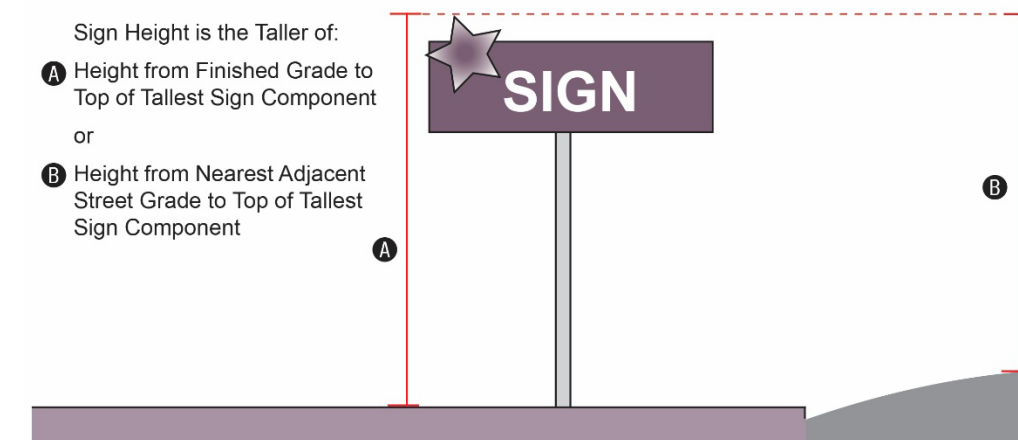 Sign Height is the Taller of:
A Height from Finished Grade to
Top of Tallest Sign Component
or
B Height from Nearest Adjacent
Street Grade to Top of Tallest
Sign Component
A
SIGN
B